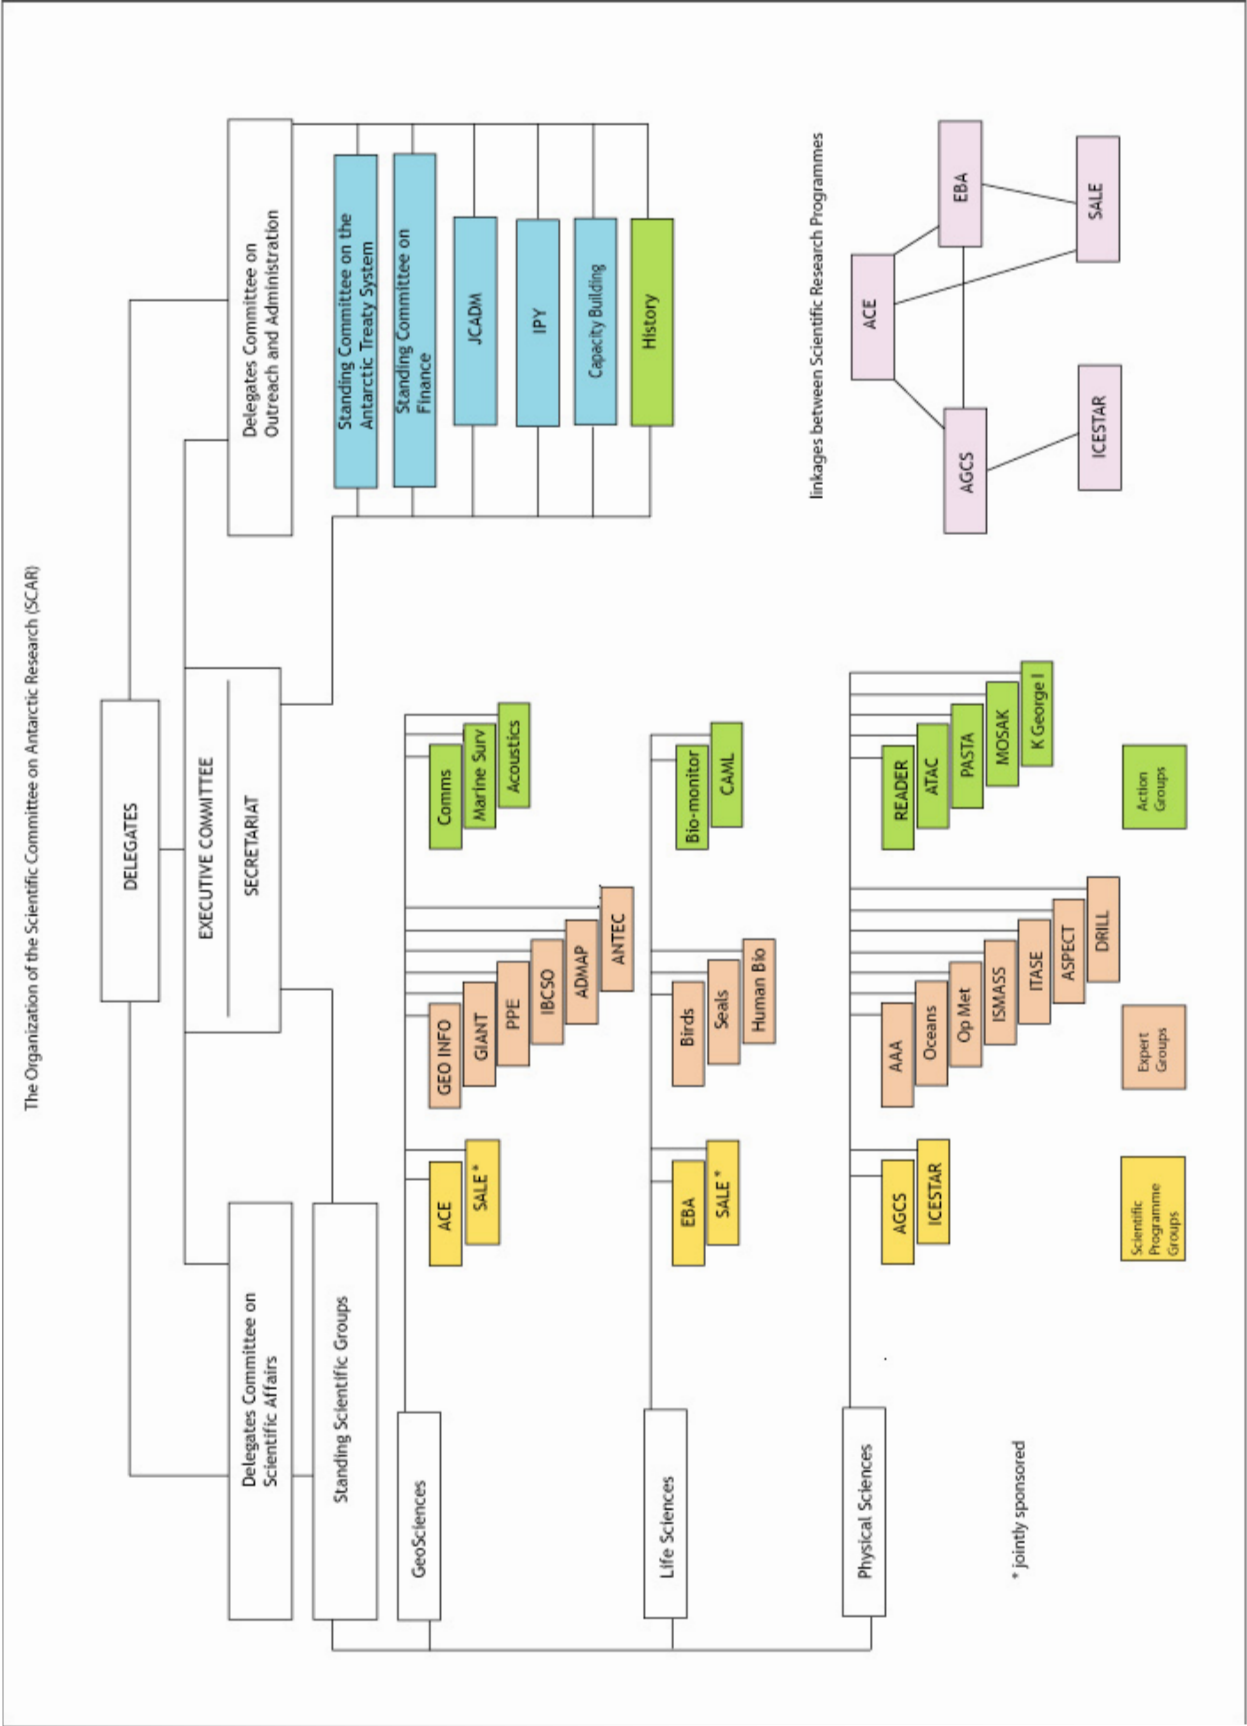 The Organization of the Scientific Committee on Antarctic Research (SCAR)
DELEGATES
EXECUTIVE COMMITTEE
SECRETARIAT
Delegates Committee on
Scientific Affairs
Standing Scientific Groups
Delegates Committee on
Outreach and Administration
Standing Committee on the
Antarctic Treaty System
Standing Committee on
Finance
JCADM
IPY
Capacity Building
History
GeoSciences
ACE
SALE *
GEO INFO
GIANT
PPE
IBCSO
ADMAP
ANTEC
Comms
Marine Surv
Acoustics
Life Sciences
EBA
SALE *
Birds
Seals
Human Bio
Bio-monitor
CAML
Physical Sciences
AGCS
ICESTAR
AAA
Oceans
Op Met
ISMASS
ITASE
ASPECT
DRILL
READER
ATAC
PASTA
MOSAK
K George I
linkages between Scientific Research Programmes
ACE
AGCS
EBA
ICESTAR
SALE
* jointly sponsored
Scientific
Programme
Groups
Expert
Groups
Action
Groups